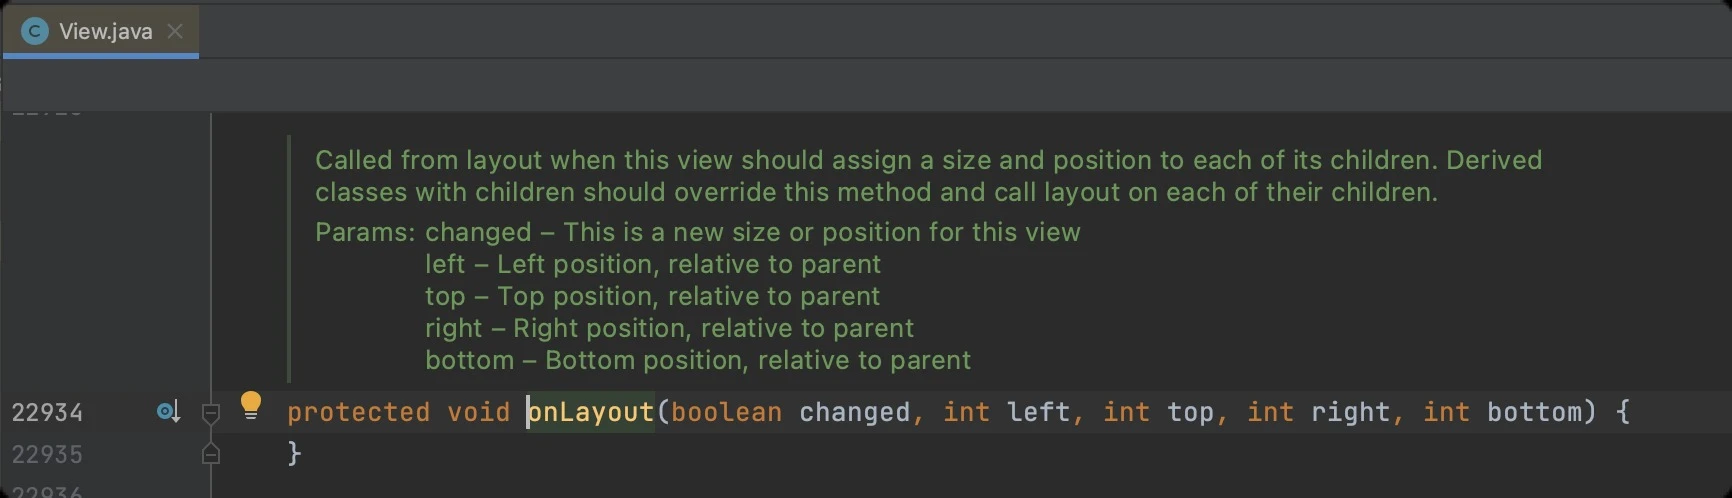 C View.java
Called from layout when this view should assign a size and position to each of its children. Derived
classes with children should override this method and call layout on each of their children.
Params: changed – This is a new size or position for this view
left – Left position, relative to parent
top – Top position, relative to parent
right – Right position, relative to parent
bottom – Bottom position, relative to parent
22934 protected void onLayout(boolean changed, int left, int top, int right, int bottom) {
22935 }
22936